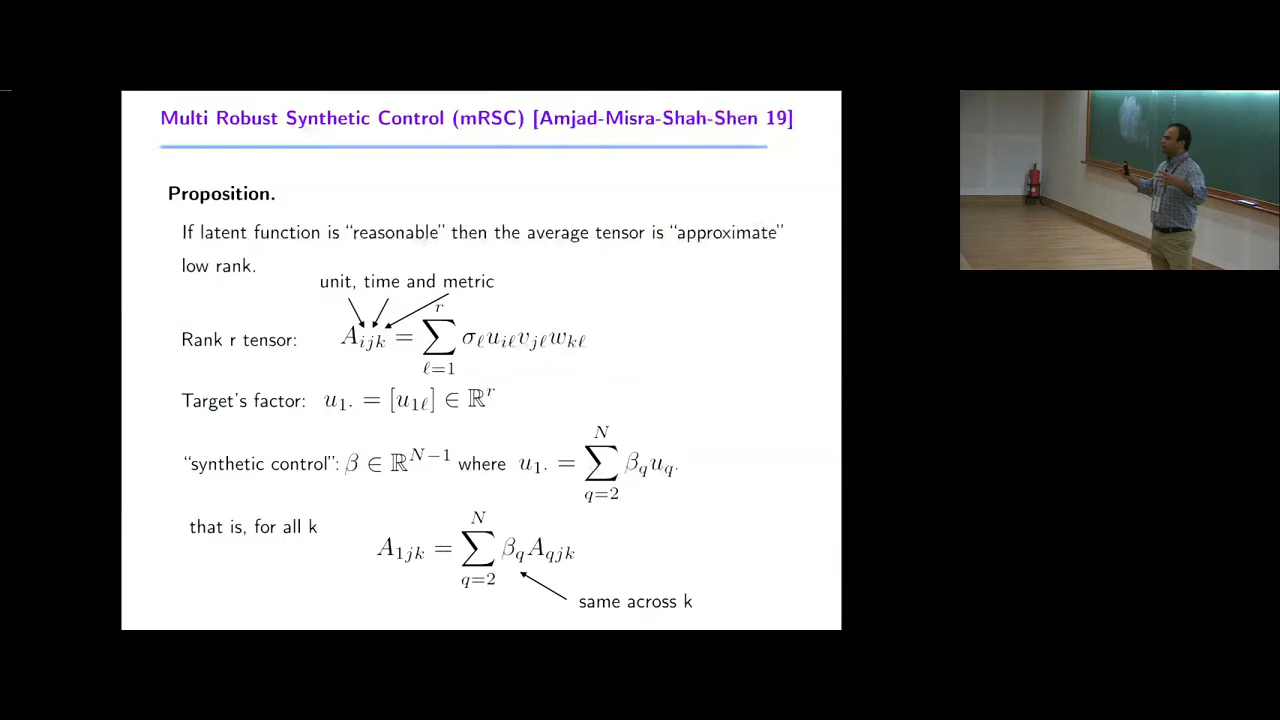 Multi Robust Synthetic Control (mRSC) [Amjad-Misra-Shah-Shen 19]
Proposition.
If latent function is “reasonable” then the average tensor is “approximate”
low rank.
unit, time and metric
Rank r tensor: A_{ijk} = \sum_{\ell=1}^{r} \sigma_\ell u_{i\ell} v_{j\ell} w_{k\ell}
Target's factor: u_{1\cdot} = [u_{1\ell}] \in \mathbb{R}^r
“synthetic control”: \beta \in \mathbb{R}^{N-1} where u_{1\cdot} = \sum_{q=2}^{N} \beta_q u_{q\cdot}
that is, for all k
A_{1jk} = \sum_{q=2}^{N} \beta_q A_{qjk}
same across k